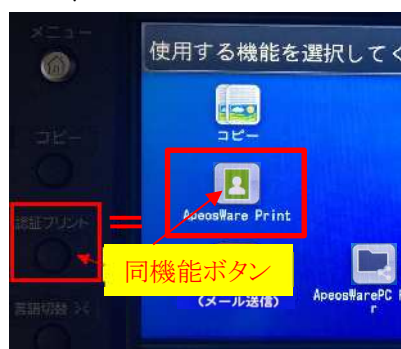 メニュー
使用する機能を選択してく
コピー
コピー
ApeosWare Print
認証プリント
同機能ボタン
(メール送信)
ApeosWarePC
r
言語切替